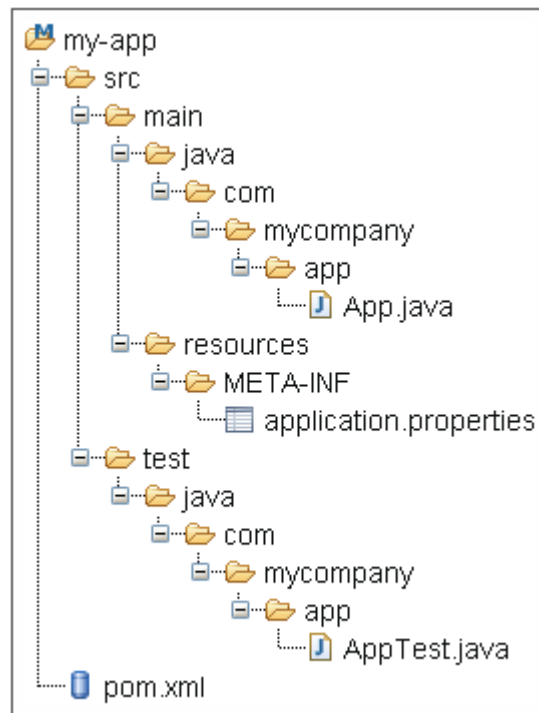 my-app
src
main
java
com
mycompany
app
App.java
resources
META-INF
application.properties
test
java
com
mycompany
app
AppTest.java
pom.xml